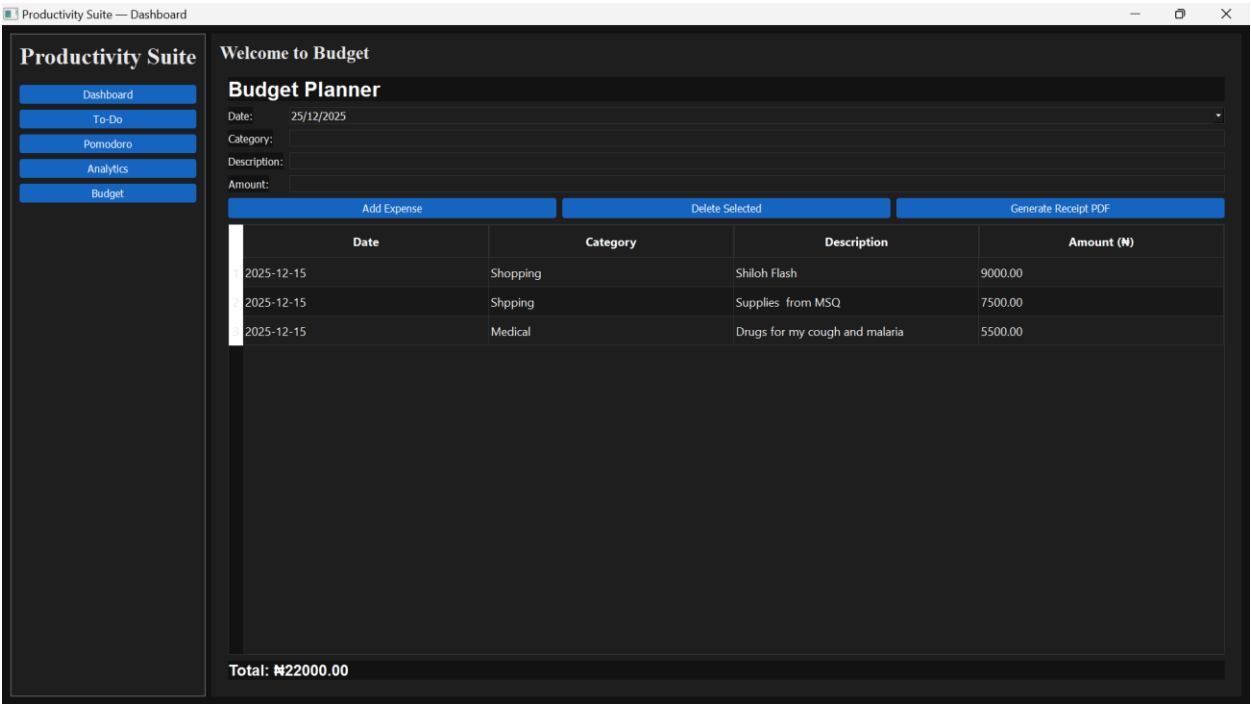 Productivity Suite — Dashboard
Productivity Suite
Dashboard
To-Do
Pomodoro
Analytics
Budget
Welcome to Budget
Budget Planner
Date: 25/12/2025
Category:
Description:
Amount:
Add Expense Delete Selected Generate Receipt PDF
Date Category Description Amount (₦)
2025-12-15 Shopping Shiloh Flash 9000.00
2025-12-15 Shpping Supplies from MSQ 7500.00
2025-12-15 Medical Drugs for my cough and malaria 5500.00
Total: ₦22000.00